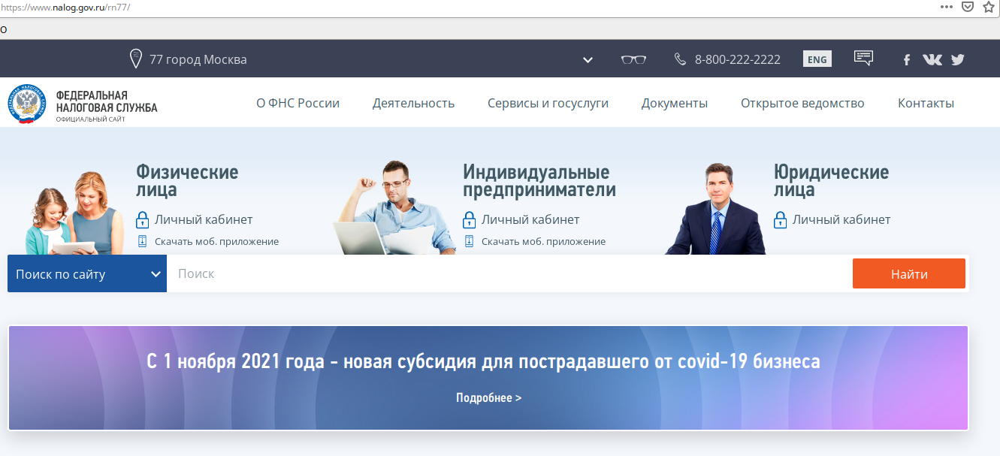 https://www.nalog.gov.ru/rn77/
О
77 город Москва
8-800-222-2222
ENG
ФЕДЕРАЛЬНАЯ
НАЛОГОВАЯ СЛУЖБА
ОФИЦИАЛЬНЫЙ САЙТ
О ФНС России
Деятельность
Сервисы и госуслуги
Документы
Открытое ведомство
Контакты
Физические
лица
Личный кабинет
Скачать моб. приложение
Индивидуальные
предприниматели
Личный кабинет
Скачать моб. приложение
Юридические
лица
Личный кабинет
Поиск по сайту
Поиск
Найти
С 1 ноября 2021 года - новая субсидия для пострадавшего от covid-19 бизнеса
Подробнее >